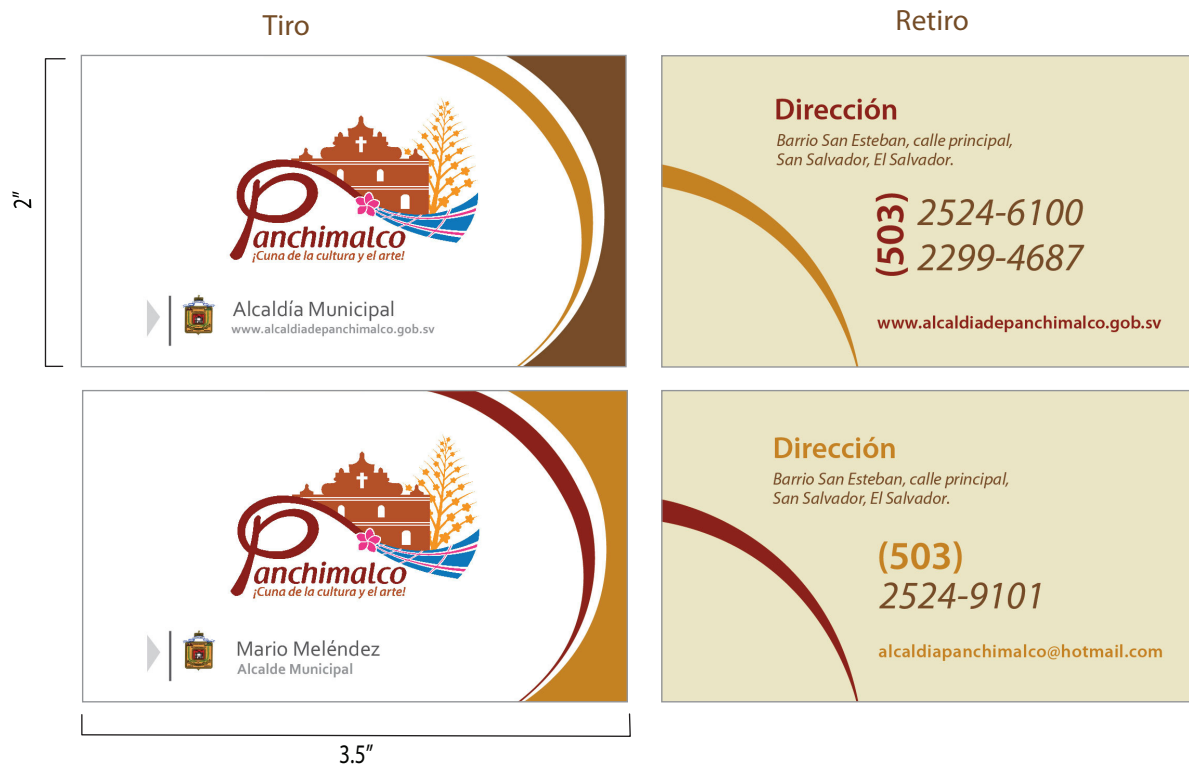 Tiro
Retiro
2"
Panchimalco
¡Cuna de la cultura y el arte!
Alcaldía Municipal
www.alcaldiadepanchimalco.gob.sv
Dirección
Barrio San Esteban, calle principal,
San Salvador, El Salvador.
(503)
2524-6100
2299-4687
www.alcaldiadepanchimalco.gob.sv
Panchimalco
¡Cuna de la cultura y el arte!
Mario Meléndez
Alcalde Municipal
Dirección
Barrio San Esteban, calle principal,
San Salvador, El Salvador.
(503)
2524-9101
alcaldiapanchimalco@hotmail.com
3.5"